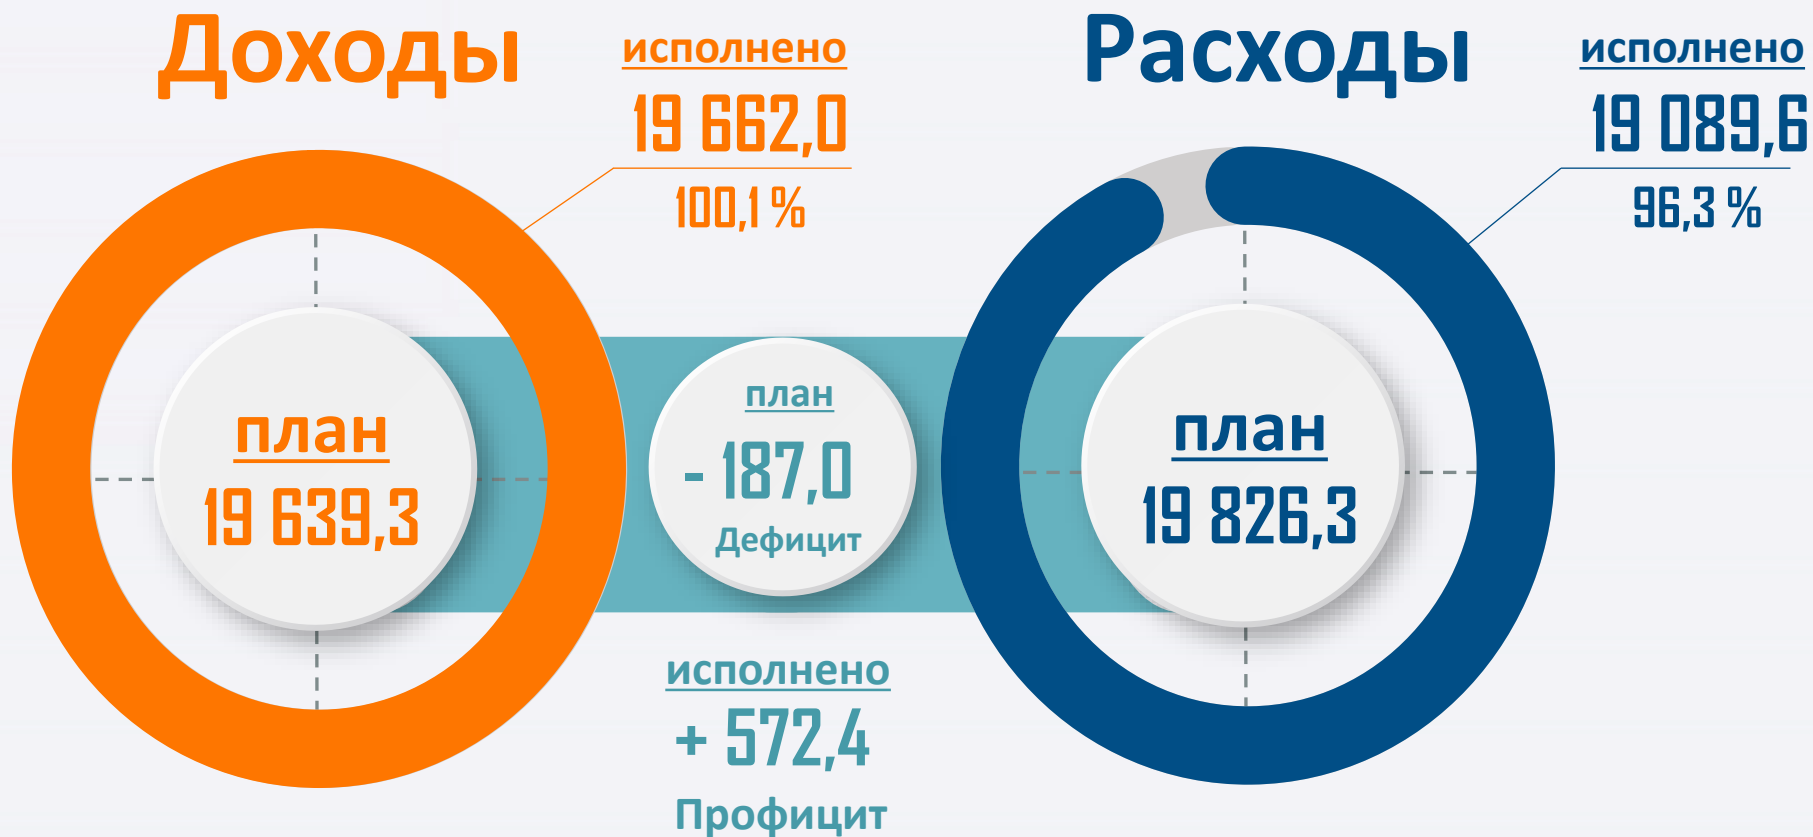 Доходы
исполнено
19 662,0
100,1 %
план
19 639,3
план
- 187,0
Дефицит
исполнено
+ 572,4
Профицит
Расходы
исполнено
19 089,6
96,3 %
план
19 826,3